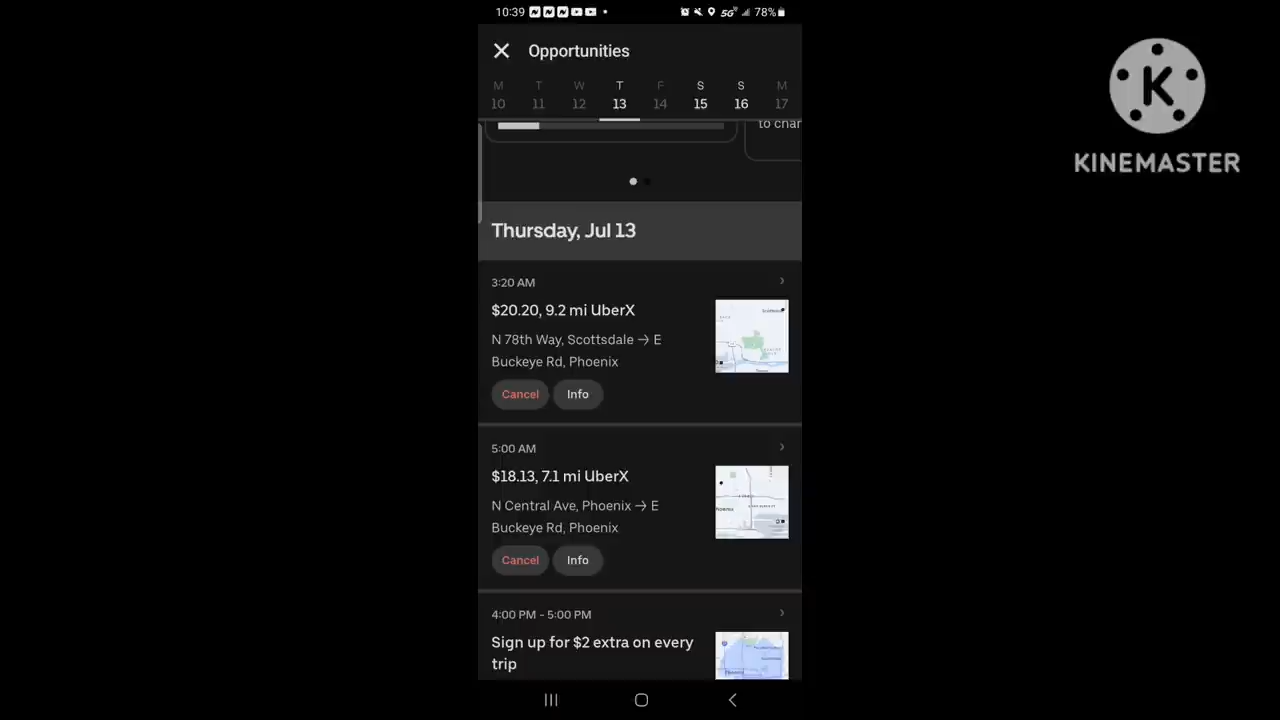 10:39
5G
78%
Opportunities
M T W T F S S M
10 11 12 13 14 15 16 17
to char
KINEMASTER
Thursday, Jul 13
3:20 AM
$20.20, 9.2 mi UberX
N 78th Way, Scottsdale → E
Buckeye Rd, Phoenix
Cancel Info
5:00 AM
$18.13, 7.1 mi UberX
N Central Ave, Phoenix → E
Buckeye Rd, Phoenix
Cancel Info
4:00 PM - 5:00 PM
Sign up for $2 extra on every
trip